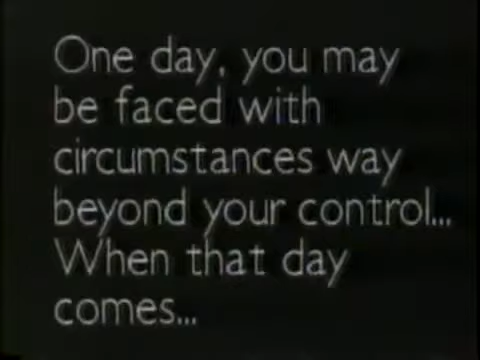 One day, you may
be faced with
circumstances way
beyond your control...
When that day
comes...